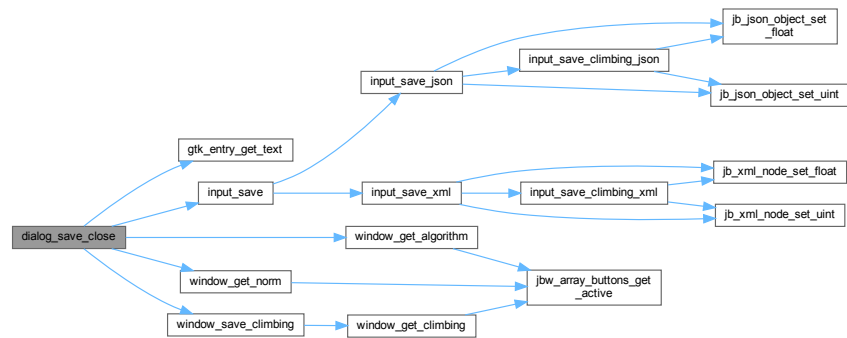 jb_json_object_set
_float
input_save_climbing_json
input_save_json
jb_json_object_set_uint
gtk_entry_get_text
jb_xml_node_set_float
input_save
input_save_xml
input_save_climbing_xml
jb_xml_node_set_uint
dialog_save_close
window_get_algorithm
window_get_norm
jbw_array_buttons_get
_active
window_save_climbing
window_get_climbing